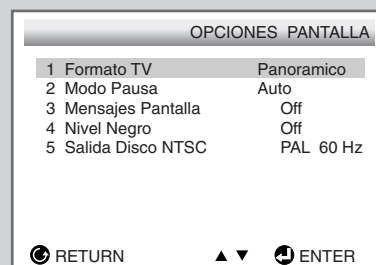 OPCIONES PANTALLA
1 Formato TV Panoramico
2 Modo Pausa Auto
3 Mensajes Pantalla Off
4 Nivel Negro Off
5 Salida Disco NTSC PAL 60 Hz
RETURN ▲ ▼ ENTER